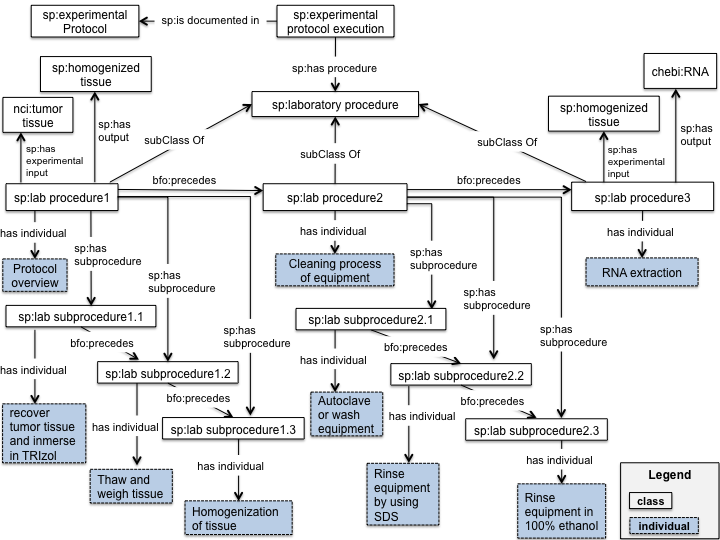 sp:experimental
Protocol
sp:is documented in
sp:experimental
protocol execution
sp:has procedure
sp:homogenized
tissue
chebi:RNA
nci:tumor
tissue
sp:has
output
sp:laboratory procedure
sp:homogenized
tissue
sp:has
output
sp:has
experimental
input
subClass Of
subClass Of
subClass Of
sp:has
experimental
input
bfo:precedes
bfo:precedes
sp:lab procedure1
sp:lab procedure2
sp:lab procedure3
has individual
sp:has
subprocedure
sp:has
subprocedure
has individual
sp:has
subprocedure
has individual
Protocol
overview
Cleaning process
of equipment
RNA extraction
sp:has
subprocedure
sp:has
subprocedure
sp:has
subprocedure
sp:lab subprocedure1.1
sp:lab subprocedure2.1
bfo:precedes
bfo:precedes
has individual
sp:lab subprocedure1.2
has individual
sp:lab subprocedure2.2
bfo:precedes
bfo:precedes
recover
tumor tissue
and inmerse
in TRIzol
has individual
sp:lab subprocedure1.3
Autoclave
or wash
equipment
has individual
sp:lab subprocedure2.3
has individual
has individual
Thaw and
weigh tissue
Rinse
equipment
by using
SDS
Homogenization
of tissue
Rinse
equipment in
100% ethanol
Legend
class
individual